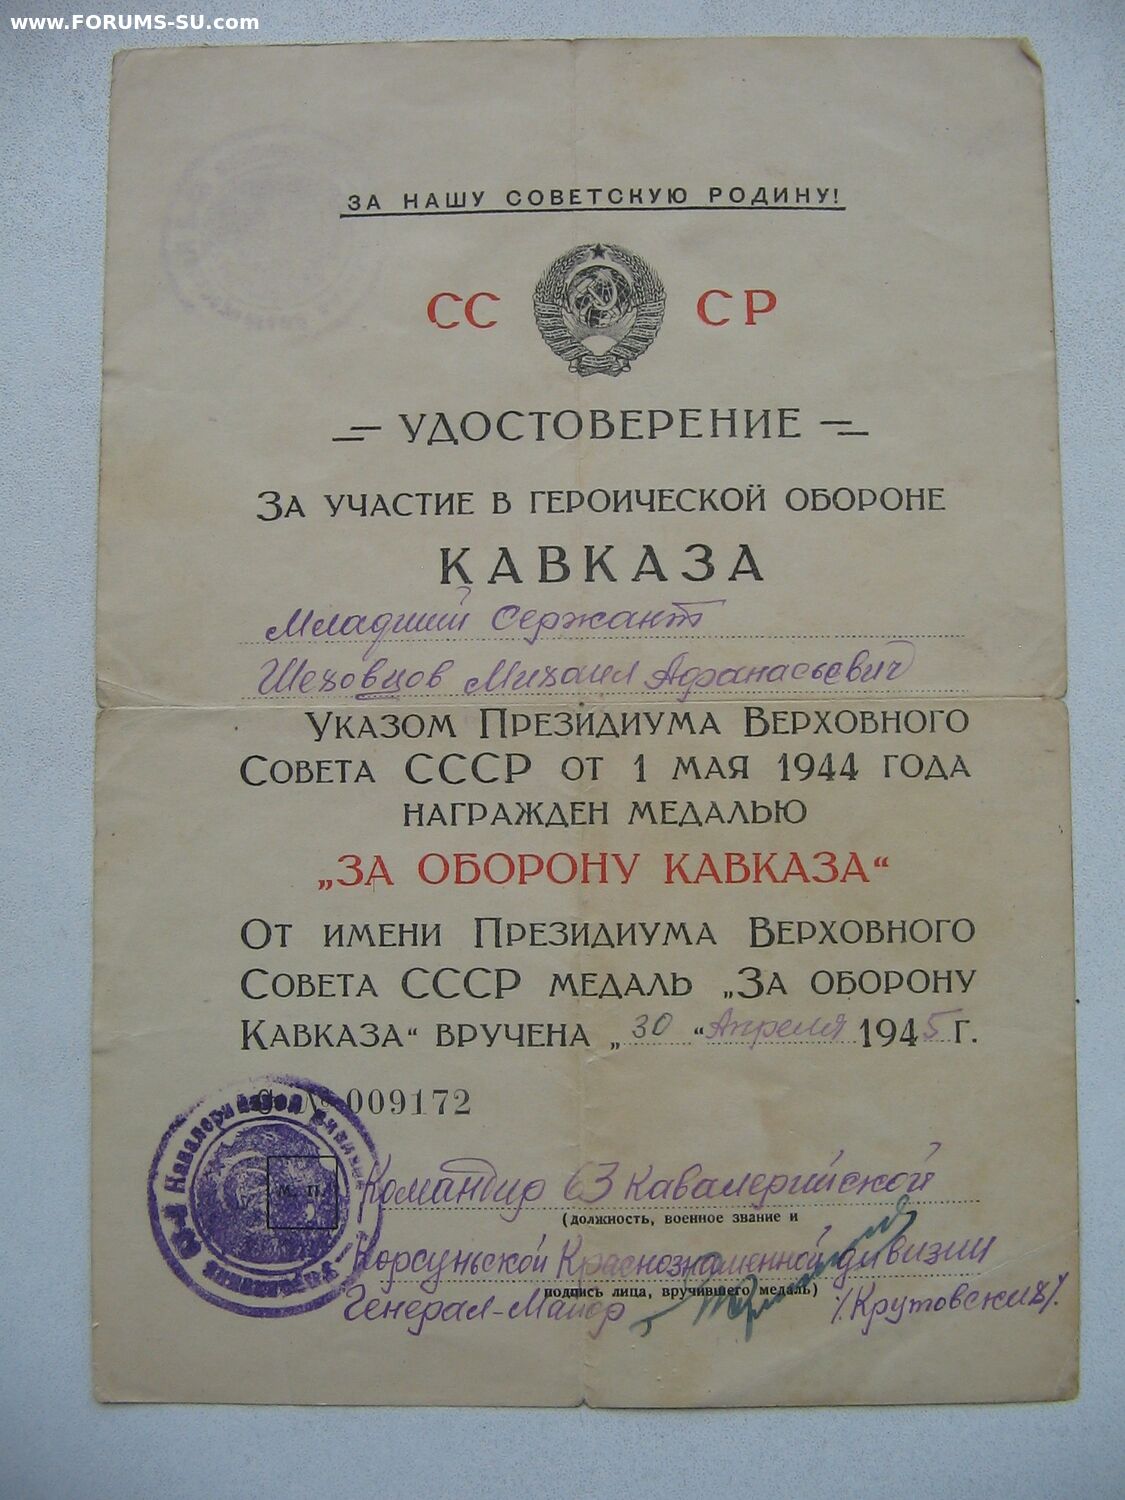 www.FORUMS-SU.com
ЗА НАШУ СОВЕТСКУЮ РОДИНУ!
СС СР
УДОСТОВЕРЕНИЕ
ЗА УЧАСТИЕ В ГЕРОИЧЕСКОЙ ОБОРОНЕ
КАВКАЗА
Младший Сержант
Шеховцов Михаил Афанасьевич
УКАЗОМ ПРЕЗИДИУМА ВЕРХОВНОГО
СОВЕТА СССР ОТ 1 МАЯ 1944 ГОДА
НАГРАЖДЕН МЕДАЛЬЮ
„ЗА ОБОРОНУ КАВКАЗА“
ОТ ИМЕНИ ПРЕЗИДИУМА ВЕРХОВНОГО
СОВЕТА СССР МЕДАЛЬ „ЗА ОБОРОНУ
КАВКАЗА“ ВРУЧЕНА „30“ Апреля 1945 Г.
№ 009172
М. П.
Командир 63 Кавалерийской
(должность, военное звание и
Корсуньской Краснознаменной дивизии
подпись лица, вручившего медаль)
Генерал-Майор /Крутовских/.